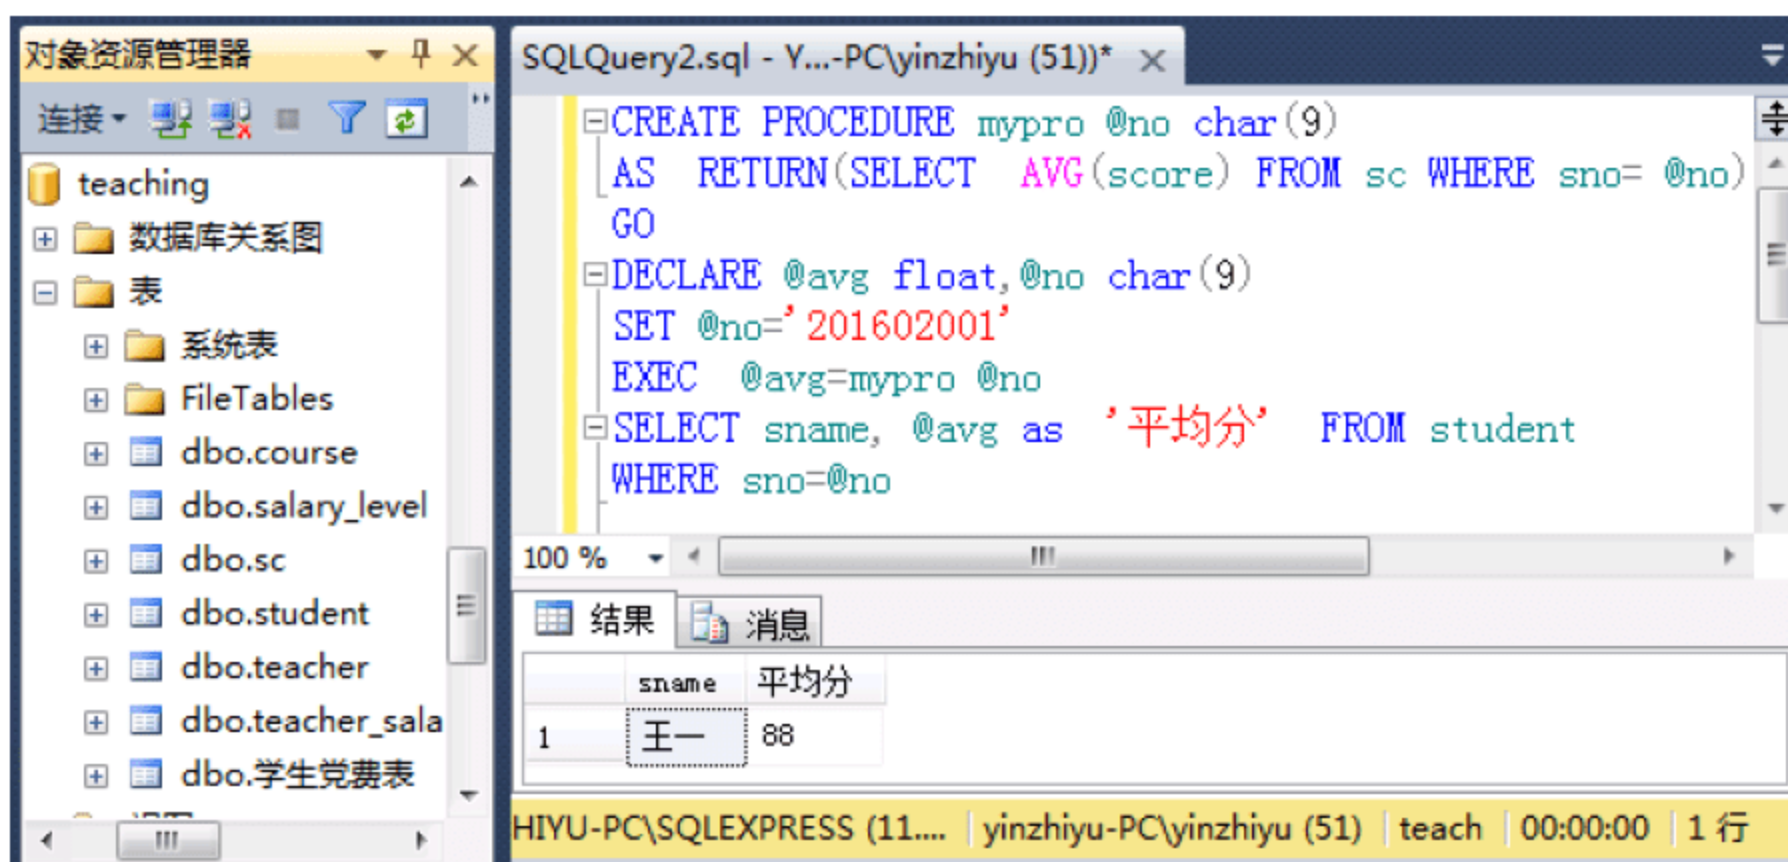 对象资源管理器
连接
teaching
数据库关系图
表
系统表
FileTables
dbo.course
dbo.salary_level
dbo.sc
dbo.student
dbo.teacher
dbo.teacher_sala
dbo.学生党费表
SQLQuery2.sql - Y...-PC\yinzhiyu (51))*
CREATE PROCEDURE mypro @no char(9)
AS RETURN(SELECT AVG(score) FROM sc WHERE sno= @no)
GO
DECLARE @avg float,@no char(9)
SET @no='201602001'
EXEC @avg=mypro @no
SELECT sname, @avg as '平均分' FROM student
WHERE sno=@no
100 %
结果 消息
sname 平均分
1 王一 88
HIYU-PC\SQLEXPRESS (11.... yinzhiyu-PC\yinzhiyu (51) teach 00:00:00 1 行